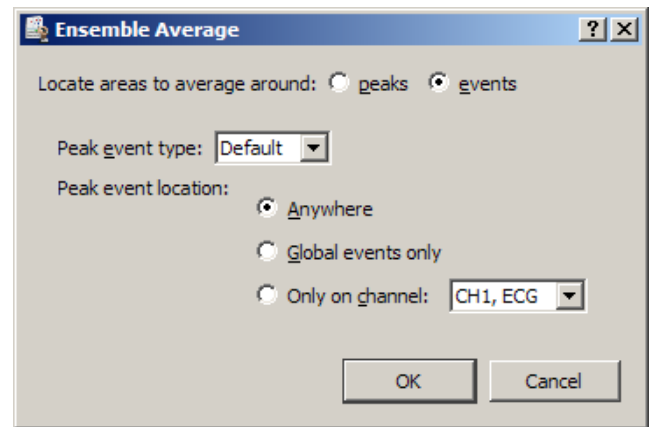 Ensemble Average
Locate areas to average around: peaks events
Peak event type: Default
Peak event location:
Anywhere
Global events only
Only on channel: CH1, ECG
OK Cancel